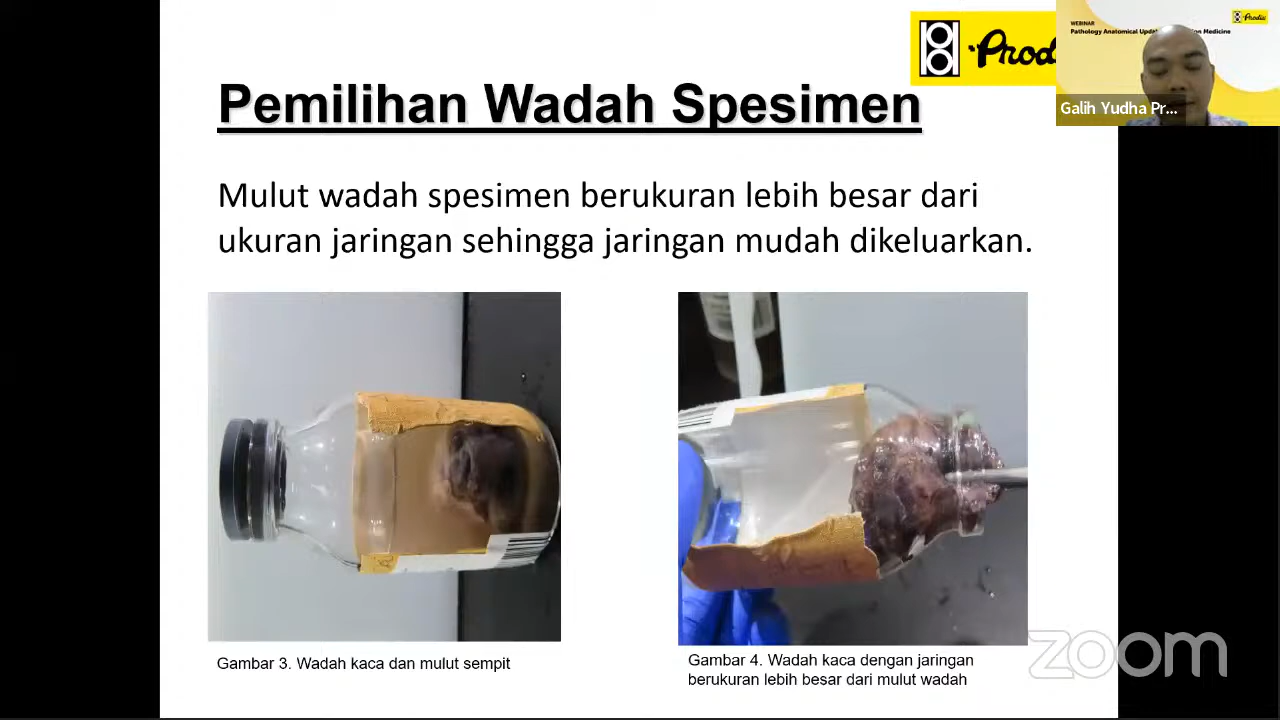 Pemilihan Wadah Spesimen
Mulut wadah spesimen berukuran lebih besar dari
ukuran jaringan sehingga jaringan mudah dikeluarkan.
Gambar 3. Wadah kaca dan mulut sempit
Gambar 4. Wadah kaca dengan jaringan
berukuran lebih besar dari mulut wadah
Prodia
WEBINAR
Pathology Anatomical
Medicine
Galih Yudha Pr...
zoom